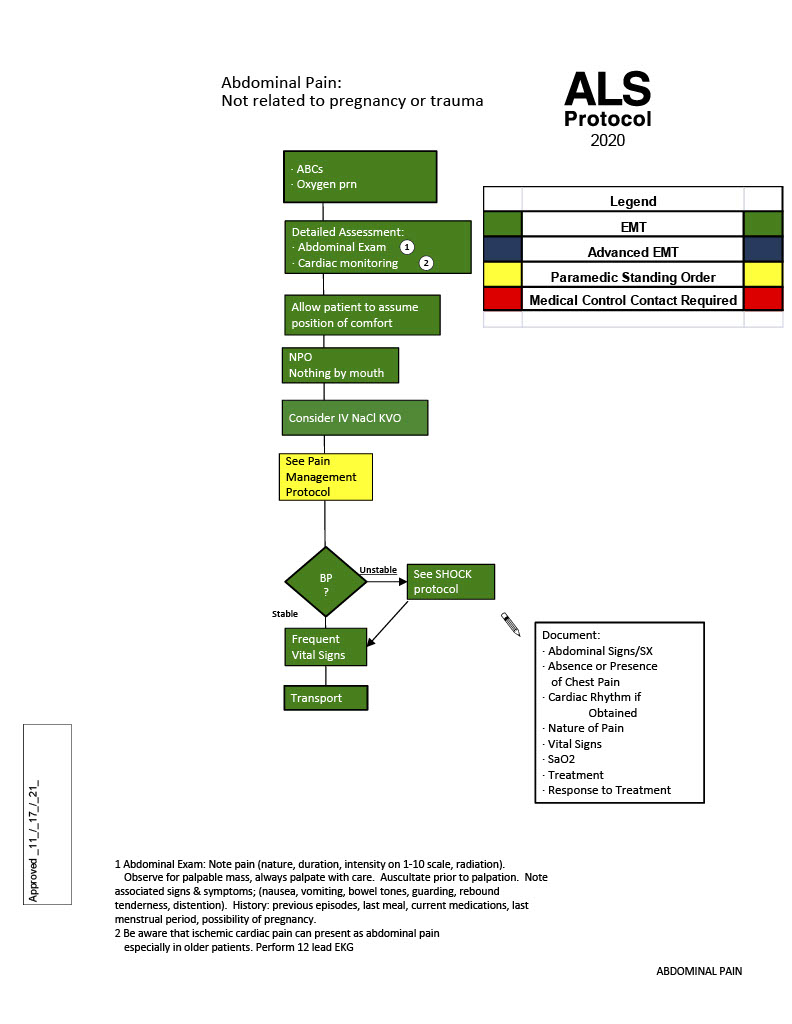 Abdominal Pain:
Not related to pregnancy or trauma
ALS
Protocol
2020
· ABCs
· Oxygen prn
Legend
EMT
Advanced EMT
Paramedic Standing Order
Medical Control Contact Required
Detailed Assessment:
· Abdominal Exam 1
· Cardiac monitoring 2
Allow patient to assume
position of comfort
NPO
Nothing by mouth
Consider IV NaCl KVO
See Pain
Management
Protocol
BP
?
Unstable
See SHOCK
protocol
Stable
Frequent
Vital Signs
Transport
Document:
· Abdominal Signs/SX
· Absence or Presence
of Chest Pain
· Cardiac Rhythm if
Obtained
· Nature of Pain
· Vital Signs
· SaO2
· Treatment
· Response to Treatment
Approved _11_/_17_/_21_
1 Abdominal Exam: Note pain (nature, duration, intensity on 1-10 scale, radiation).
Observe for palpable mass, always palpate with care. Auscultate prior to palpation. Note
associated signs & symptoms; (nausea, vomiting, bowel tones, guarding, rebound
tenderness, distention). History: previous episodes, last meal, current medications, last
menstrual period, possibility of pregnancy.
2 Be aware that ischemic cardiac pain can present as abdominal pain
especially in older patients. Perform 12 lead EKG
ABDOMINAL PAIN